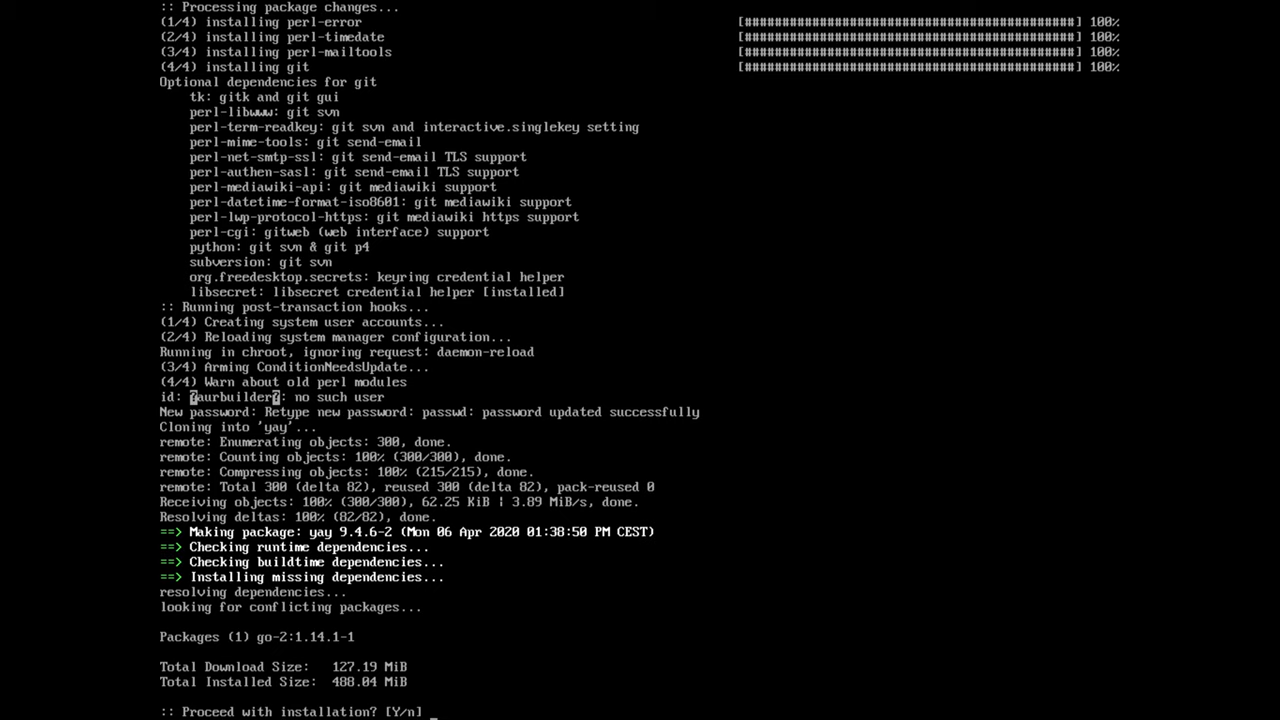 :: Processing package changes...
(1/4) installing perl-error [#############################################] 100%
(2/4) installing perl-timedate [#############################################] 100%
(3/4) installing perl-mailtools [#############################################] 100%
(4/4) installing git [#############################################] 100%
Optional dependencies for git
tk: gitk and git gui
perl-libwww: git svn
perl-term-readkey: git svn and interactive.singlekey setting
perl-mime-tools: git send-email
perl-net-smtp-ssl: git send-email TLS support
perl-authen-sasl: git send-email TLS support
perl-mediawiki-api: git mediawiki support
perl-datetime-format-iso8601: git mediawiki support
perl-lwp-protocol-https: git mediawiki https support
perl-cgi: gitweb (web interface) support
python: git svn & git p4
subversion: git svn
org.freedesktop.secrets: keyring credential helper
libsecret: libsecret credential helper [installed]
:: Running post-transaction hooks...
(1/4) Creating system user accounts...
(2/4) Reloading system manager configuration...
Running in chroot, ignoring request: daemon-reload
(3/4) Arming ConditionNeedsUpdate...
(4/4) Warn about old perl modules
id: ?aurbuilder?: no such user
New password: Retype new password: passwd: password updated successfully
Cloning into 'yay'...
remote: Enumerating objects: 300, done.
remote: Counting objects: 100% (300/300), done.
remote: Compressing objects: 100% (215/215), done.
remote: Total 300 (delta 82), reused 300 (delta 82), pack-reused 0
Receiving objects: 100% (300/300), 62.25 KiB | 3.89 MiB/s, done.
Resolving deltas: 100% (82/82), done.
==> Making package: yay 9.4.6-2 (Mon 06 Apr 2020 01:38:50 PM CEST)
==> Checking runtime dependencies...
==> Checking buildtime dependencies...
==> Installing missing dependencies...
resolving dependencies...
looking for conflicting packages...
Packages (1) go-2:1.14.1-1
Total Download Size: 127.19 MiB
Total Installed Size: 488.04 MiB
:: Proceed with installation? [Y/n] _